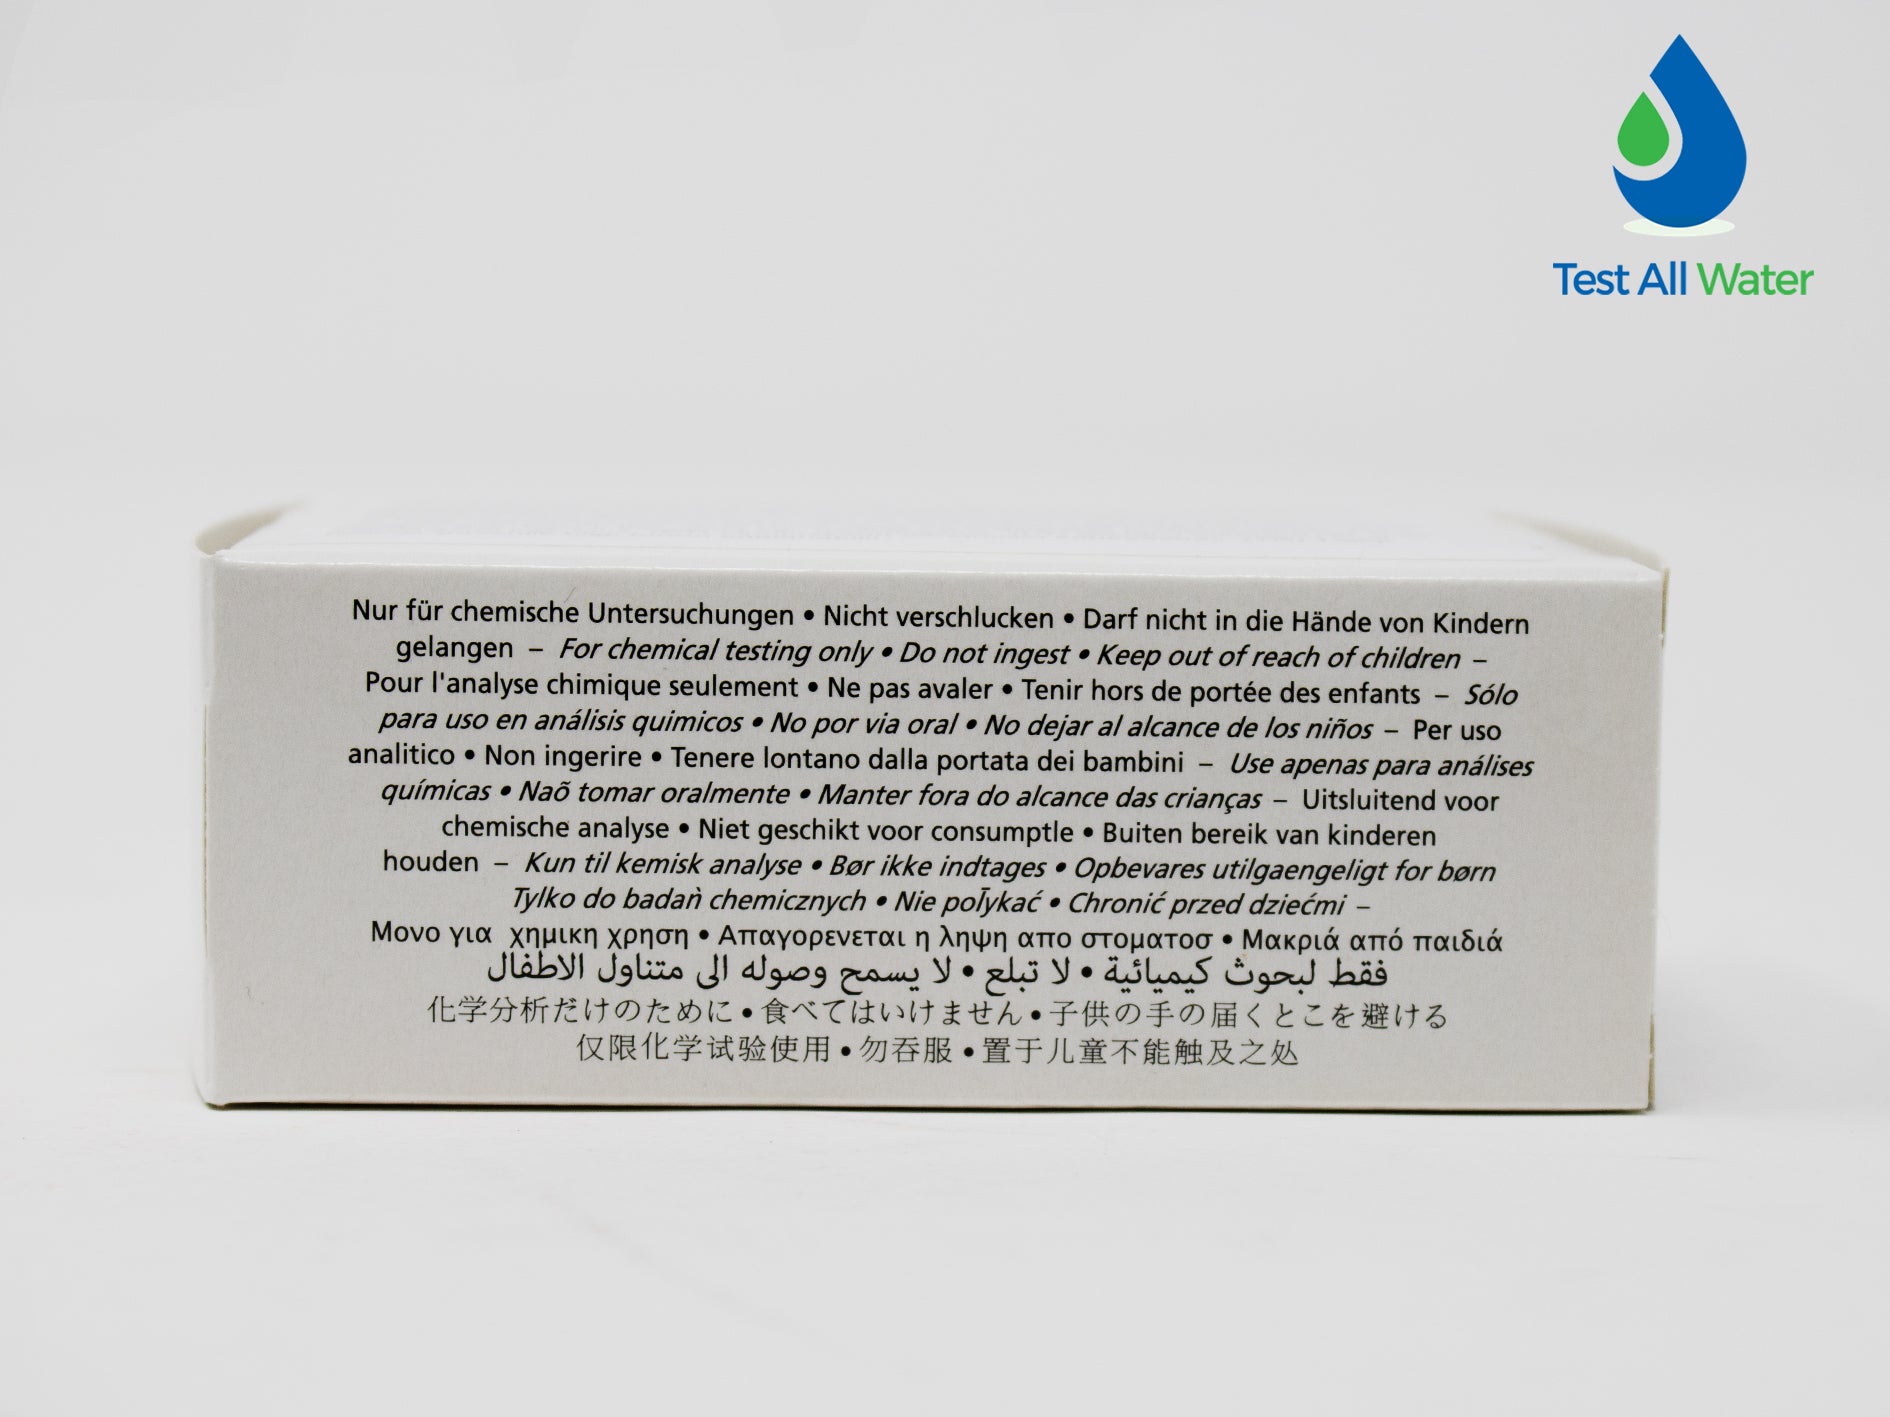 Test All Water
Nur für chemische Untersuchungen • Nicht verschlucken • Darf nicht in die Hände von Kindern
gelangen – For chemical testing only • Do not ingest • Keep out of reach of children –
Pour l'analyse chimique seulement • Ne pas avaler • Tenir hors de portée des enfants – Sólo
para uso en análisis quimicos • No por via oral • No dejar al alcance de los niños – Per uso
analitico • Non ingerire • Tenere lontano dalla portata dei bambini – Use apenas para análises
químicas • Naõ tomar oralmente • Manter fora do alcance das crianças – Uitsluitend voor
chemische analyse • Niet geschikt voor consumptle • Buiten bereik van kinderen
houden – Kun til kemisk analyse • Bør ikke indtages • Opbevares utilgaengeligt for børn
Tylko do badaǹ chemicznych • Nie pol̄ykać • Chronić przed dziećmi –
Μονο για χημικη χρηση • Απαγορενεται η ληψη απο στοματοσ • Μακριά από παιδιά
فقط لبحوث كيميائية • لا تبلع • لا يسمح وصوله الى متناول الاطفال
化学分析だけのために • 食べてはいけません • 子供の手の届くとこを避ける
仅限化学试验使用 • 勿吞服 • 置于儿童不能触及之处